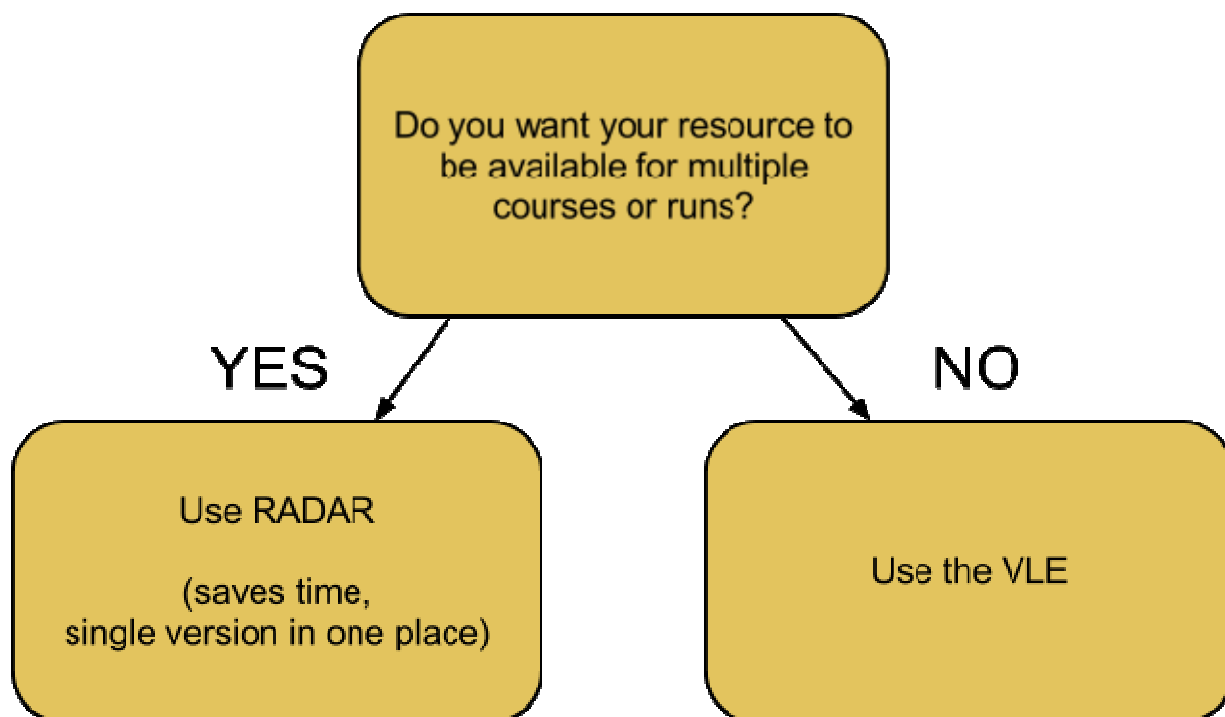 Do you want your resource to
be available for multiple
courses or runs?
YES
NO
Use RADAR
(saves time,
single version in one place)
Use the VLE